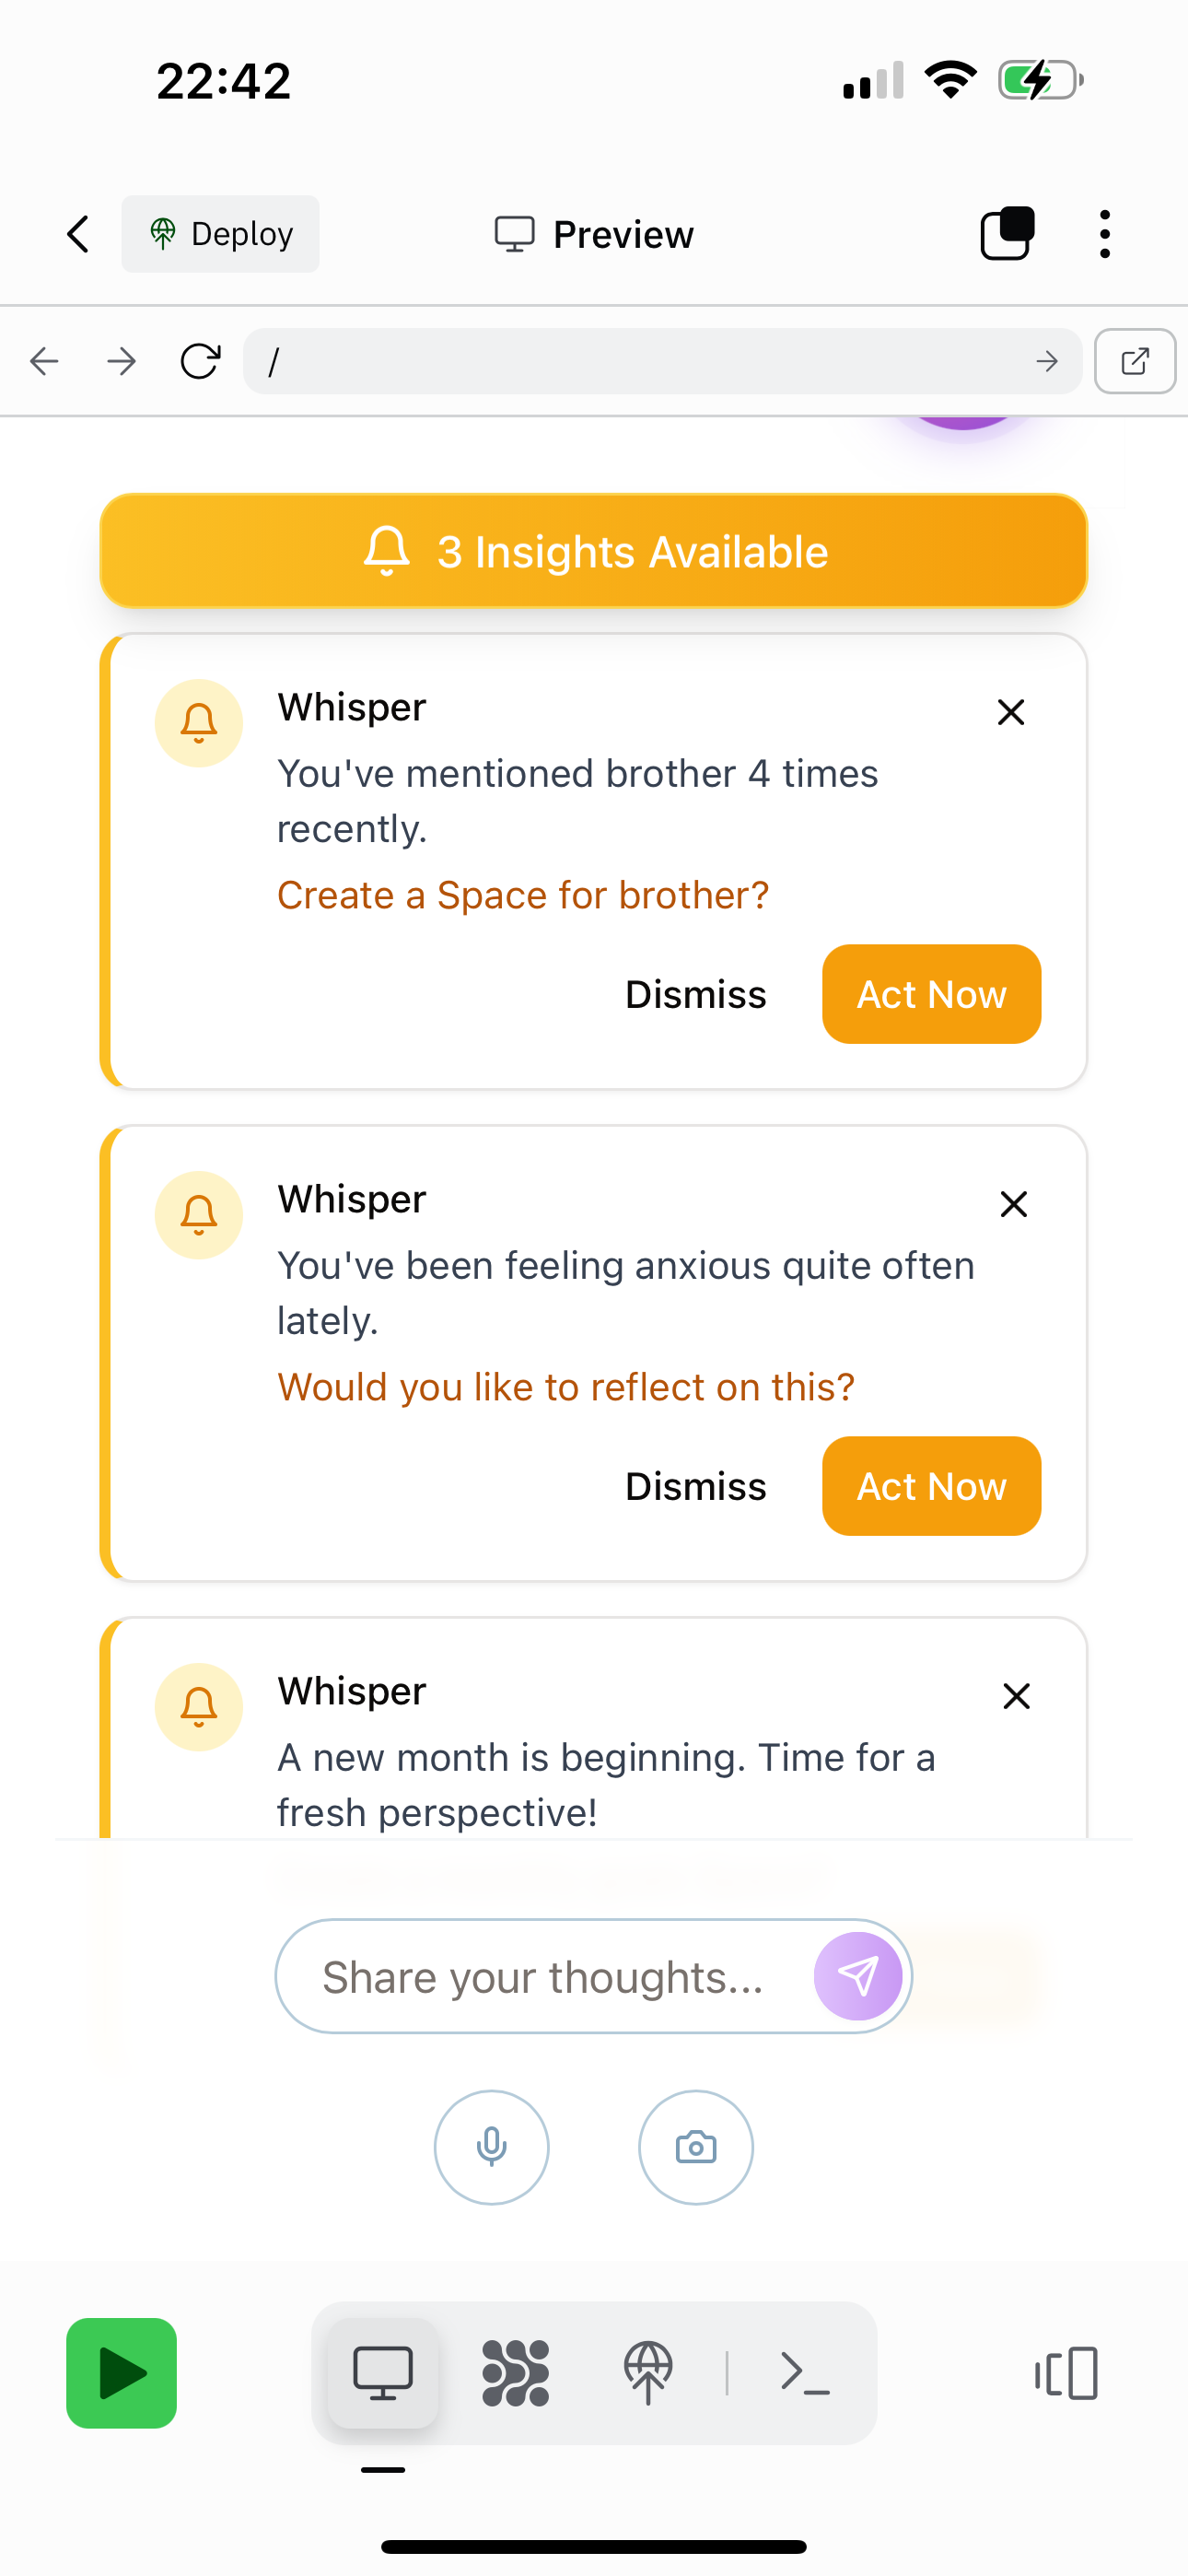 22:42
Deploy
Preview
/
3 Insights Available
Whisper
You've mentioned brother 4 times
recently.
Create a Space for brother?
Dismiss
Act Now
Whisper
You've been feeling anxious quite often
lately.
Would you like to reflect on this?
Dismiss
Act Now
Whisper
A new month is beginning. Time for a
fresh perspective!
Share your thoughts...